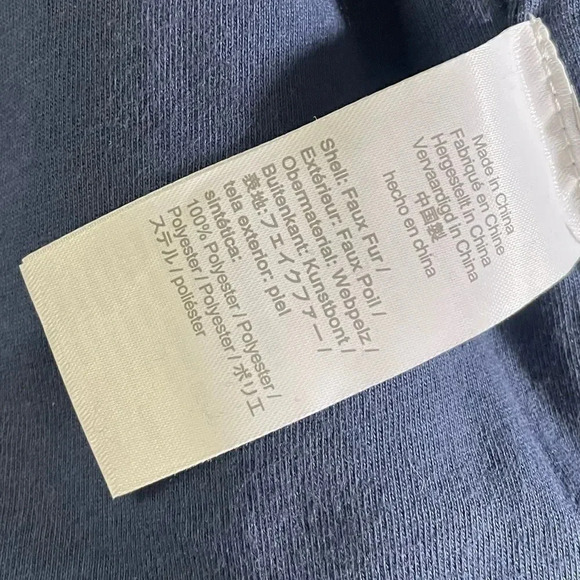 Made in China
Fabriqué en Chine
Hergestellt in China
Vervaardigd in China
中国製
hecho en china
Shell: Faux Fur /
Extérieur: Faux Poil /
Obermaterial: Webpelz /
Buitenkant: Kunstbont /
表地: フェイクファー /
tela exterior: piel
sintética:
100% Polyester / Polyester /
Polyester / Polyester / ポリエ
ステル / poliéster